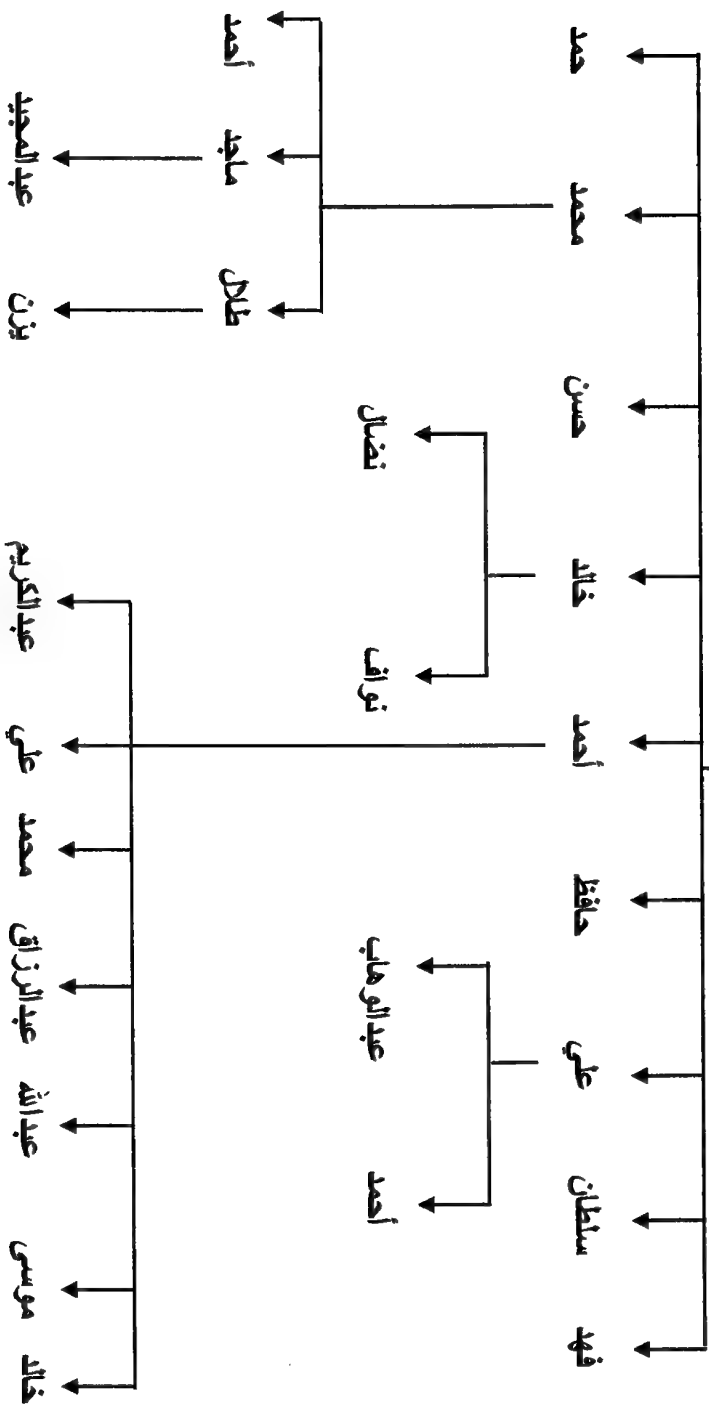 فهد سلطان علي حافظ أحمد خالد حسن محمد حمد
أحمد عبدالوهاب نواف نضال
طلال ماجد أحمد
خالد موسى عبدالله عبدالرزاق محمد علي عبدالكريم يزن عبدالمجيد